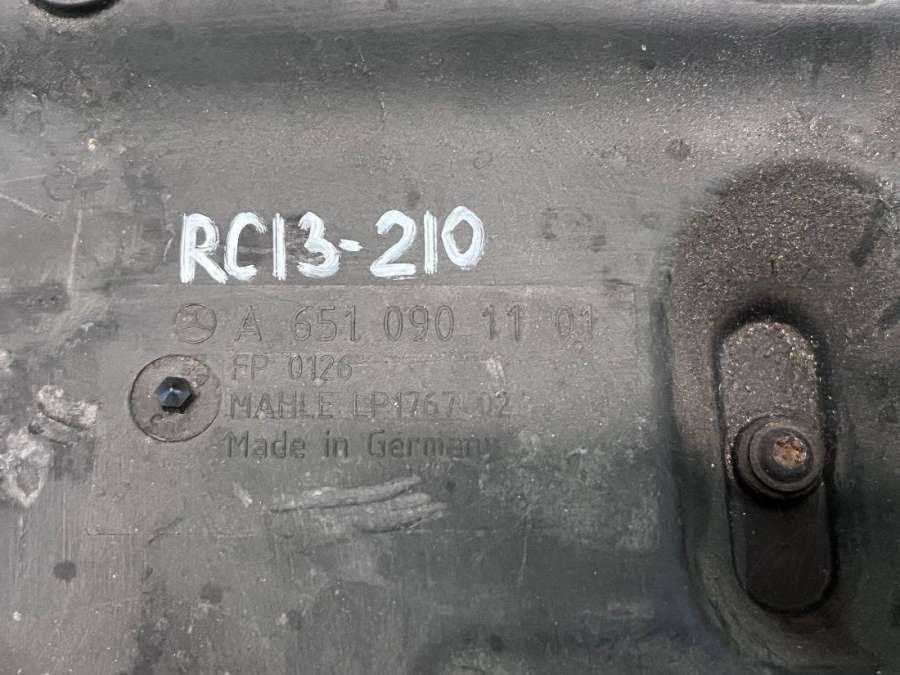 RC13-210
A 651 090 11 01
FP 0126
MAHLE LP1767-02
Made in Germany